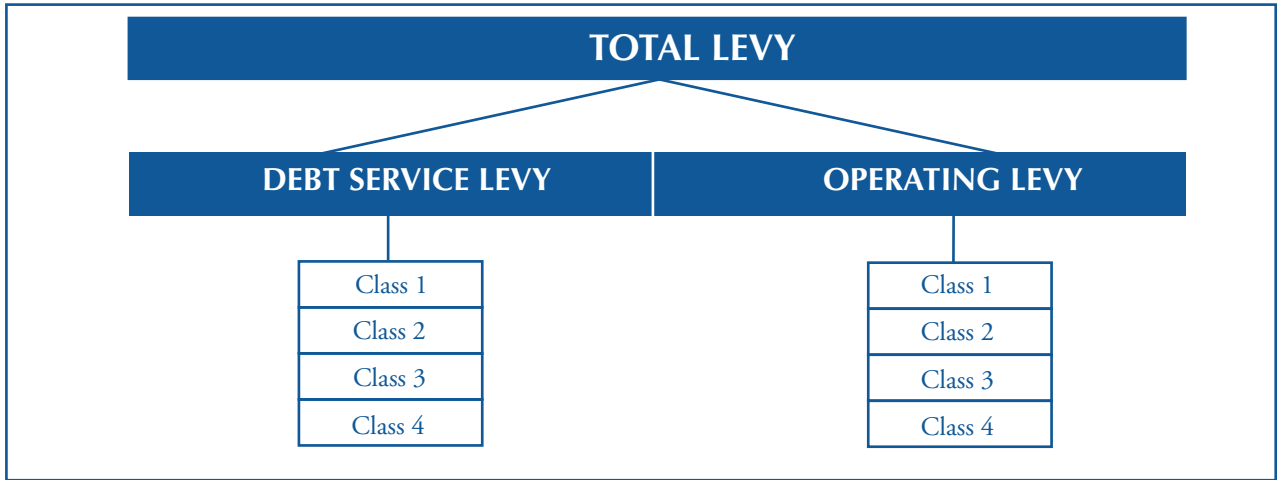 TOTAL LEVY
DEBT SERVICE LEVY
OPERATING LEVY
Class 1
Class 2
Class 3
Class 4
Class 1
Class 2
Class 3
Class 4